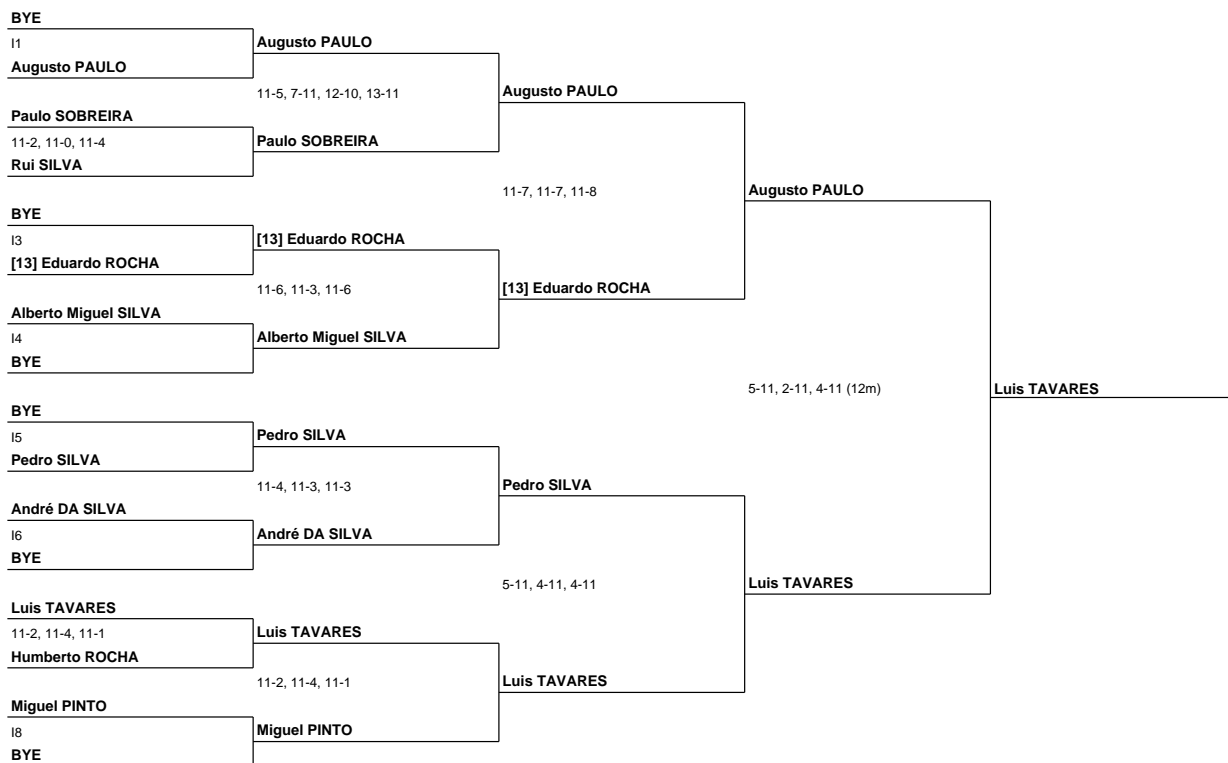 BYE
I1
Augusto PAULO
Paulo SOBREIRA
11-2, 11-0, 11-4
Rui SILVA
BYE
I3
[13] Eduardo ROCHA
Alberto Miguel SILVA
I4
BYE
BYE
I5
Pedro SILVA
André DA SILVA
I6
BYE
Luis TAVARES
11-2, 11-4, 11-1
Humberto ROCHA
Miguel PINTO
I8
BYE
Augusto PAULO
11-5, 7-11, 12-10, 13-11
Paulo SOBREIRA
[13] Eduardo ROCHA
11-6, 11-3, 11-6
Alberto Miguel SILVA
Pedro SILVA
11-4, 11-3, 11-3
André DA SILVA
Luis TAVARES
11-2, 11-4, 11-1
Miguel PINTO
Augusto PAULO
11-7, 11-7, 11-8
[13] Eduardo ROCHA
Pedro SILVA
5-11, 4-11, 4-11
Luis TAVARES
Augusto PAULO
5-11, 2-11, 4-11 (12m)
Luis TAVARES
Luis TAVARES